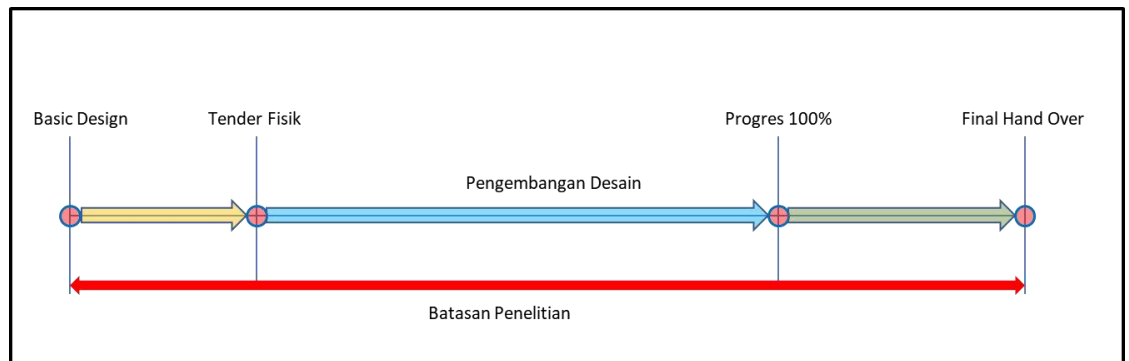 Basic Design
Tender Fisik
Progres 100%
Final Hand Over
Pengembangan Desain
Batasan Penelitian